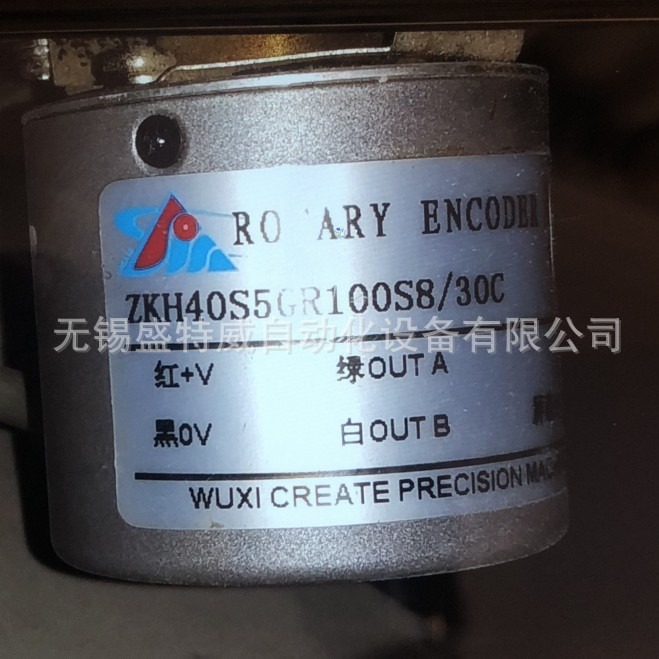 RO ARY ENCODER
ZKH40S5GR100S8/30C
无锡盛特威自动化设备有限公司
红+V 绿OUT A
黑0V 白OUT B
WUXI CREATE PRECISION